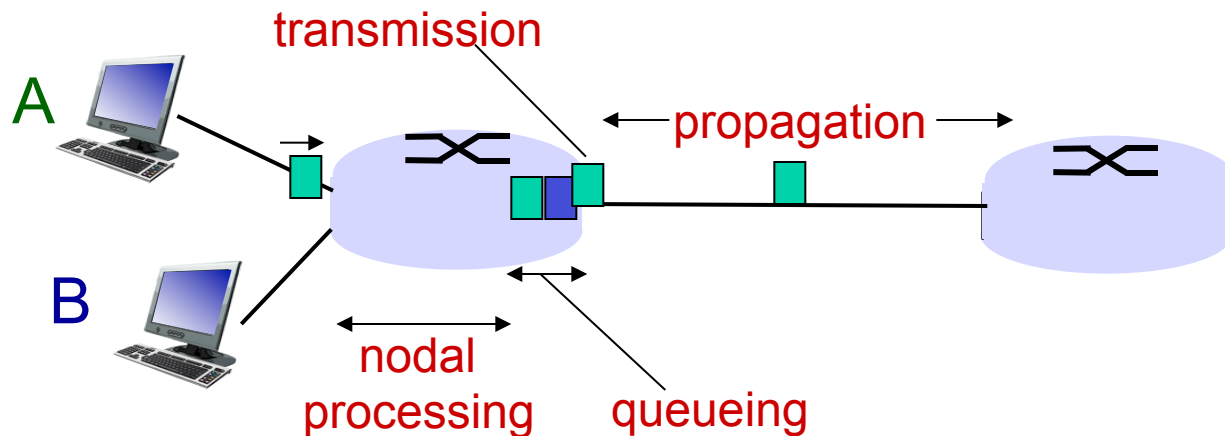 transmission
A
propagation
B
nodal
processing
queueing